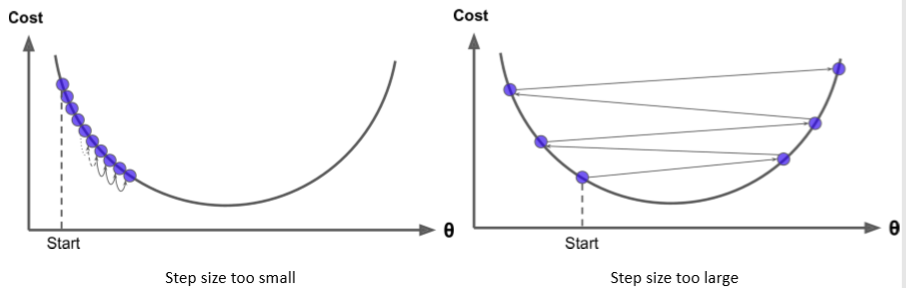 Cost
θ
Start
Step size too small
Cost
θ
Start
Step size too large